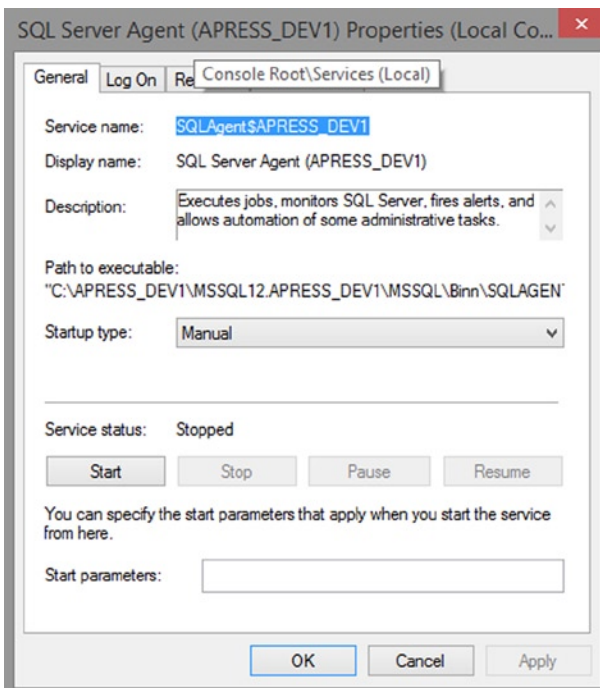 SQL Server Agent (APRESS_DEV1) Properties (Local Co...
General Log On Re Console Root\Services (Local)
Service name: SQLAgent$APRESS_DEV1
Display name: SQL Server Agent (APRESS_DEV1)
Description: Executes jobs, monitors SQL Server, fires alerts, and
allows automation of some administrative tasks.
Path to executable:
"C:\APRESS_DEV1\MSSQL12.APRESS_DEV1\MSSQL\Binn\SQLAGENT
Startup type: Manual
Service status: Stopped
Start Stop Pause Resume
You can specify the start parameters that apply when you start the service
from here.
Start parameters:
OK Cancel Apply